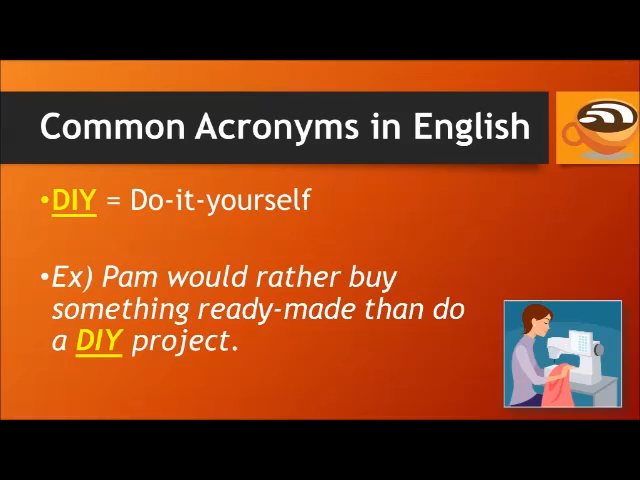 Common Acronyms in English
•DIY = Do-it-yourself
•Ex) Pam would rather buy
something ready-made than do
a DIY project.